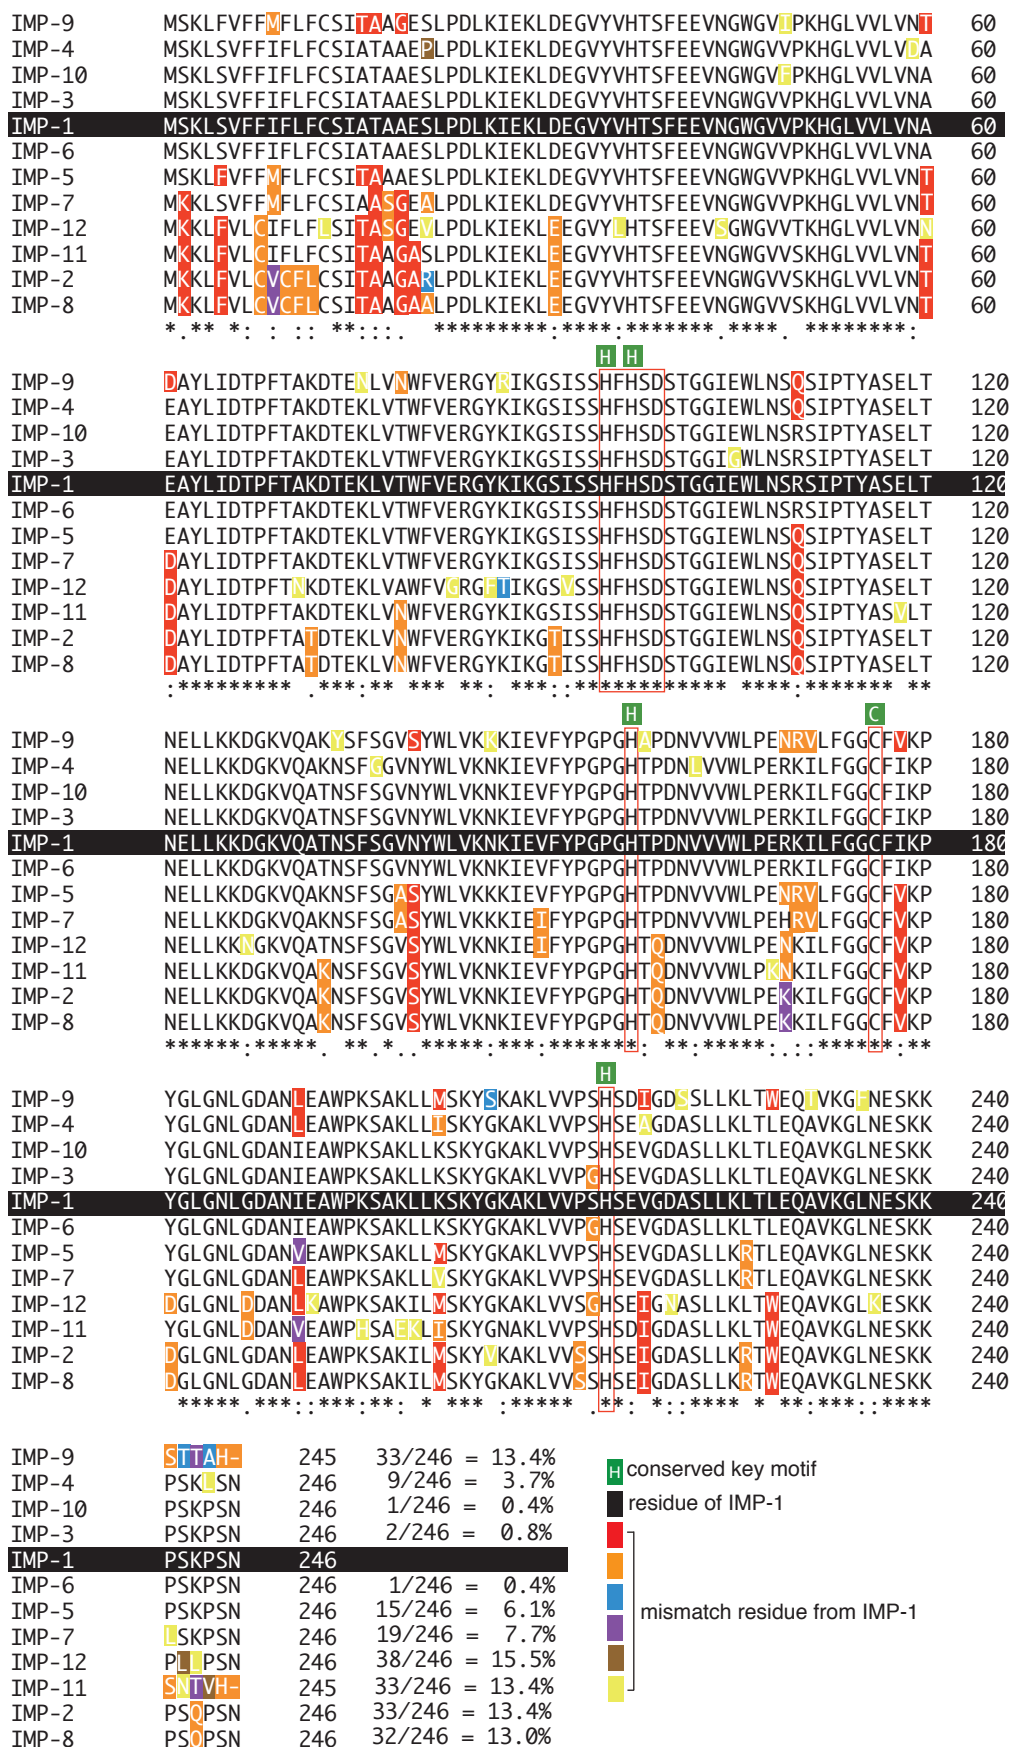 IMP-9 MSKLFVFFMFLFCSITAAGESLPDLKIEKLDEGVYVHTSFEEVNGWGVIPKHGLVVLVNT 60
IMP-4 MSKLSVFFIFLFCSIATAAEPLPDLKIEKLDEGVYVHTSFEEVNGWGVVPKHGLVVLVDA 60
IMP-10 MSKLSVFFIFLFCSIATAAESLPDLKIEKLDEGVYVHTSFEEVNGWGVFPKHGLVVLVNA 60
IMP-3 MSKLSVFFIFLFCSIATAAESLPDLKIEKLDEGVYVHTSFEEVNGWGVVPKHGLVVLVNA 60
IMP-1 MSKLSVFFIFLFCSIATAAESLPDLKIEKLDEGVYVHTSFEEVNGWGVVPKHGLVVLVNA 60
IMP-6 MSKLSVFFIFLFCSIATAAESLPDLKIEKLDEGVYVHTSFEEVNGWGVVPKHGLVVLVNA 60
IMP-5 MSKLFVFFMFLFCSITAAAESLPDLKIEKLDEGVYVHTSFEEVNGWGVVPKHGLVVLVNT 60
IMP-7 MKKLSVFFMFLFCSIAASGEALPDLKIEKLDEGVYVHTSFEEVNGWGVVPKHGLVVLVNT 60
IMP-12 MKKLFVLCIFLFLSITASGEVLPDLKIEKLEEGVYLHTSFEEVSGWGVVTKHGLVVLVNN 60
IMP-11 MKKLFVLCIFLFCSITAAGASLPDLKIEKLEEGVYVHTSFEEVNGWGVVSKHGLVVLVNT 60
IMP-2 MKKLFVLCVCFLCSITAAGARLPDLKIEKLEEGVYVHTSFEEVNGWGVVSKHGLVVLVNT 60
IMP-8 MKKLFVLCVCFLCSITAAGAALPDLKIEKLEEGVYVHTSFEEVNGWGVVSKHGLVVLVNT 60
*.** *: : :: **:::. *********:****:*******.****. ********:
H H
IMP-9 DAYLIDTPFTAKDTENLVNWFVERGYRIKGSISSHFHSDSTGGIEWLNSQSIPTYASELT 120
IMP-4 EAYLIDTPFTAKDTEKLVTWFVERGYKIKGSISSHFHSDSTGGIEWLNSQSIPTYASELT 120
IMP-10 EAYLIDTPFTAKDTEKLVTWFVERGYKIKGSISSHFHSDSTGGIEWLNSRSIPTYASELT 120
IMP-3 EAYLIDTPFTAKDTEKLVTWFVERGYKIKGSISSHFHSDSTGGIGWLNSRSIPTYASELT 120
IMP-1 EAYLIDTPFTAKDTEKLVTWFVERGYKIKGSISSHFHSDSTGGIEWLNSRSIPTYASELT 120
IMP-6 EAYLIDTPFTAKDTEKLVTWFVERGYKIKGSISSHFHSDSTGGIEWLNSRSIPTYASELT 120
IMP-5 EAYLIDTPFTAKDTEKLVTWFVERGYKIKGSISSHFHSDSTGGIEWLNSQSIPTYASELT 120
IMP-7 DAYLIDTPFTAKDTEKLVTWFVERGYKIKGSISSHFHSDSTGGIEWLNSQSIPTYASELT 120
IMP-12 DAYLIDTPFTNKDTEKLVAWFVGRGFTIKGSVSSHFHSDSTGGIEWLNSQSIPTYASELT 120
IMP-11 DAYLIDTPFTAKDTEKLVNWFVERGYKIKGSISSHFHSDSTGGIEWLNSQSIPTYASVLT 120
IMP-2 DAYLIDTPFTATDTEKLVNWFVERGYKIKGTISSHFHSDSTGGIEWLNSQSIPTYASELT 120
IMP-8 DAYLIDTPFTATDTEKLVNWFVERGYKIKGTISSHFHSDSTGGIEWLNSQSIPTYASELT 120
:********* .***:** *** **: ***::************ ****:******* **
H C
IMP-9 NELLKKDGKVQAKYSFSGVSYWLVKKKIEVFYPGPGHAPDNVVVWLPENRVLFGGCFVKP 180
IMP-4 NELLKKDGKVQAKNSFGGVNYWLVKNKIEVFYPGPGHTPDNLVVWLPERKILFGGCFIKP 180
IMP-10 NELLKKDGKVQATNSFSGVNYWLVKNKIEVFYPGPGHTPDNVVVWLPERKILFGGCFIKP 180
IMP-3 NELLKKDGKVQATNSFSGVNYWLVKNKIEVFYPGPGHTPDNVVVWLPERKILFGGCFIKP 180
IMP-1 NELLKKDGKVQATNSFSGVNYWLVKNKIEVFYPGPGHTPDNVVVWLPERKILFGGCFIKP 180
IMP-6 NELLKKDGKVQATNSFSGVNYWLVKNKIEVFYPGPGHTPDNVVVWLPERKILFGGCFIKP 180
IMP-5 NELLKKDGKVQATNSFSGASYWLVKKKIEVFYPGPGHTPDNVVVWLPENRVLFGGCFVKP 180
IMP-7 NELLKKDGKVQATNSFSGASYWLVKKKIEIFYPGPGHTPDNVVVWLPEHRVLFGGCFVKP 180
IMP-12 NELLKKNGKVQATNSFSGVSYWLVKNKIEIFYPGPGHTQDNVVVWLPENKILFGGCFVKP 180
IMP-11 NELLKKDGKVQAKNSFSGVSYWLVKNKIEVFYPGPGHTQDNVVVWLPKNKILFGGCFVKP 180
IMP-2 NELLKKDGKVQAKNSFSGVSYWLVKNKIEVFYPGPGHTQDNVVVWLPEKKILFGGCFVKP 180
IMP-8 NELLKKDGKVQAKNSFSGVSYWLVKNKIEVFYPGPGHTQDNVVVWLPEKKILFGGCFVKP 180
******:*****. **.*..*****:***:*******: **:*****:.::******:**
H
IMP-9 YGLGNLGDANLEAWPKSAKLLMSKYSKAKLVVPSHSDIGDSSLLKLTWEQTVKGFNESKK 240
IMP-4 YGLGNLGDANLEAWPKSAKLLISKYGKAKLVVPSHSEAGDASLLKLTLEQAVKGLNESKK 240
IMP-10 YGLGNLGDANIEAWPKSAKLLKSKYGKAKLVVPSHSEVGDASLLKLTLEQAVKGLNESKK 240
IMP-3 YGLGNLGDANIEAWPKSAKLLKSKYGKAKLVVPGHSEVGDASLLKLTLEQAVKGLNESKK 240
IMP-1 YGLGNLGDANIEAWPKSAKLLKSKYGKAKLVVPSHSEVGDASLLKLTLEQAVKGLNESKK 240
IMP-6 YGLGNLGDANIEAWPKSAKLLKSKYGKAKLVVPGHSEVGDASLLKLTLEQAVKGLNESKK 240
IMP-5 YGLGNLGDANVEAWPKSAKLLMSKYGKAKLVVPSHSEVGDASLLKRTLEQAVKGLNESKK 240
IMP-7 YGLGNLGDANLEAWPKSAKLLVSKYGKAKLVVPSHSEVGDASLLKRTLEQAVKGLNESKK 240
IMP-12 DGLGNLDDANLKAWPKSAKILMSKYGKAKLVVSGHSEIGNASLLKLTWEQAVKGLKESKK 240
IMP-11 YGLGNLDDANVEAWPHSAEKLISKYGNAKLVVPSHSDIGDASLLKLTWEQAVKGLNESKK 240
IMP-2 DGLGNLGDANLEAWPKSAKILMSKYVKAKLVVSSHSEIGDASLLKRTWEQAVKGLNESKK 240
IMP-8 DGLGNLGDANLEAWPKSAKILMSKYGKAKLVVSSHSEIGDASLLKRTWEQAVKGLNESKK 240
*****.***::***:**: * *** :***** .**: *::**** * **:***::****
IMP-9 STTAH- 245 33/246 = 13.4%
IMP-4 PSKLSN 246 9/246 = 3.7%
IMP-10 PSKPSN 246 1/246 = 0.4%
IMP-3 PSKPSN 246 2/246 = 0.8%
IMP-1 PSKPSN 246
IMP-6 PSKPSN 246 1/246 = 0.4%
IMP-5 PSKPSN 246 15/246 = 6.1%
IMP-7 LSKPSN 246 19/246 = 7.7%
IMP-12 PLLPSN 246 38/246 = 15.5%
IMP-11 SNTVH- 245 33/246 = 13.4%
IMP-2 PSQPSN 246 33/246 = 13.4%
IMP-8 PSQPSN 246 32/246 = 13.0%
H conserved key motif
residue of IMP-1
mismatch residue from IMP-1